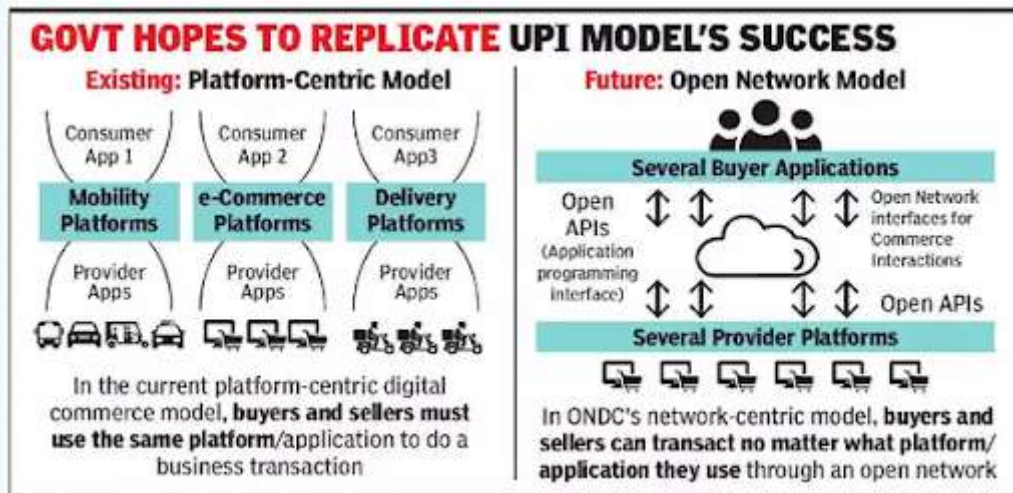 GOVT HOPES TO REPLICATE UPI MODEL'S SUCCESS
Existing: Platform-Centric Model
Consumer App 1
Consumer App 2
Consumer App3
Mobility Platforms
e-Commerce Platforms
Delivery Platforms
Provider Apps
Provider Apps
Provider Apps
In the current platform-centric digital
commerce model, buyers and sellers must
use the same platform/application to do a
business transaction
Future: Open Network Model
Several Buyer Applications
Open
APIs
(Application
programming
interface)
Open Network
interfaces for
Commerce
Interactions
Open APIs
Several Provider Platforms
In ONDC's network-centric model, buyers and
sellers can transact no matter what platform/
application they use through an open network